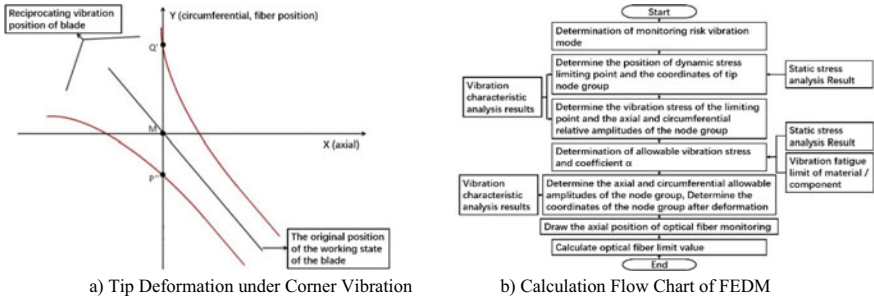 Reciprocating vibration
position of blade
Y (circumferential, fiber position)
Q'
M
X (axial)
The original position
of the working state
of the blade
a) Tip Deformation under Corner Vibration
Start
Determination of monitoring risk vibration
mode
Determine the position of dynamic stress
limiting point and the coordinates of tip
node group
Static stress
analysis Result
Vibration
characteristic
analysis results
Determine the vibration stress of the limiting
point and the axial and circumferential
relative amplitudes of the node group
Determination of allowable vibration stress
and coefficient α
Static stress
analysis Result
Vibration fatigue
limit of material /
component
Vibration
characteristic
analysis results
Determine the axial and circumferential allowable
amplitudes of the node group, Determine the
coordinates of the node group after deformation
Draw the axial position of optical fiber monitoring
Calculate optical fiber limit value
End
b) Calculation Flow Chart of FEDM